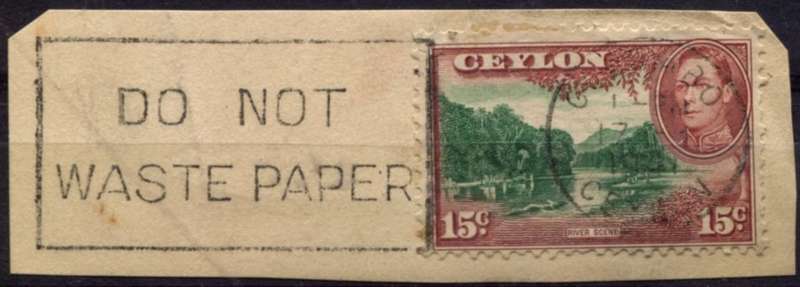 DO NOT
WASTE PAPER
CEYLON
15c
RIVER SCENE
15c